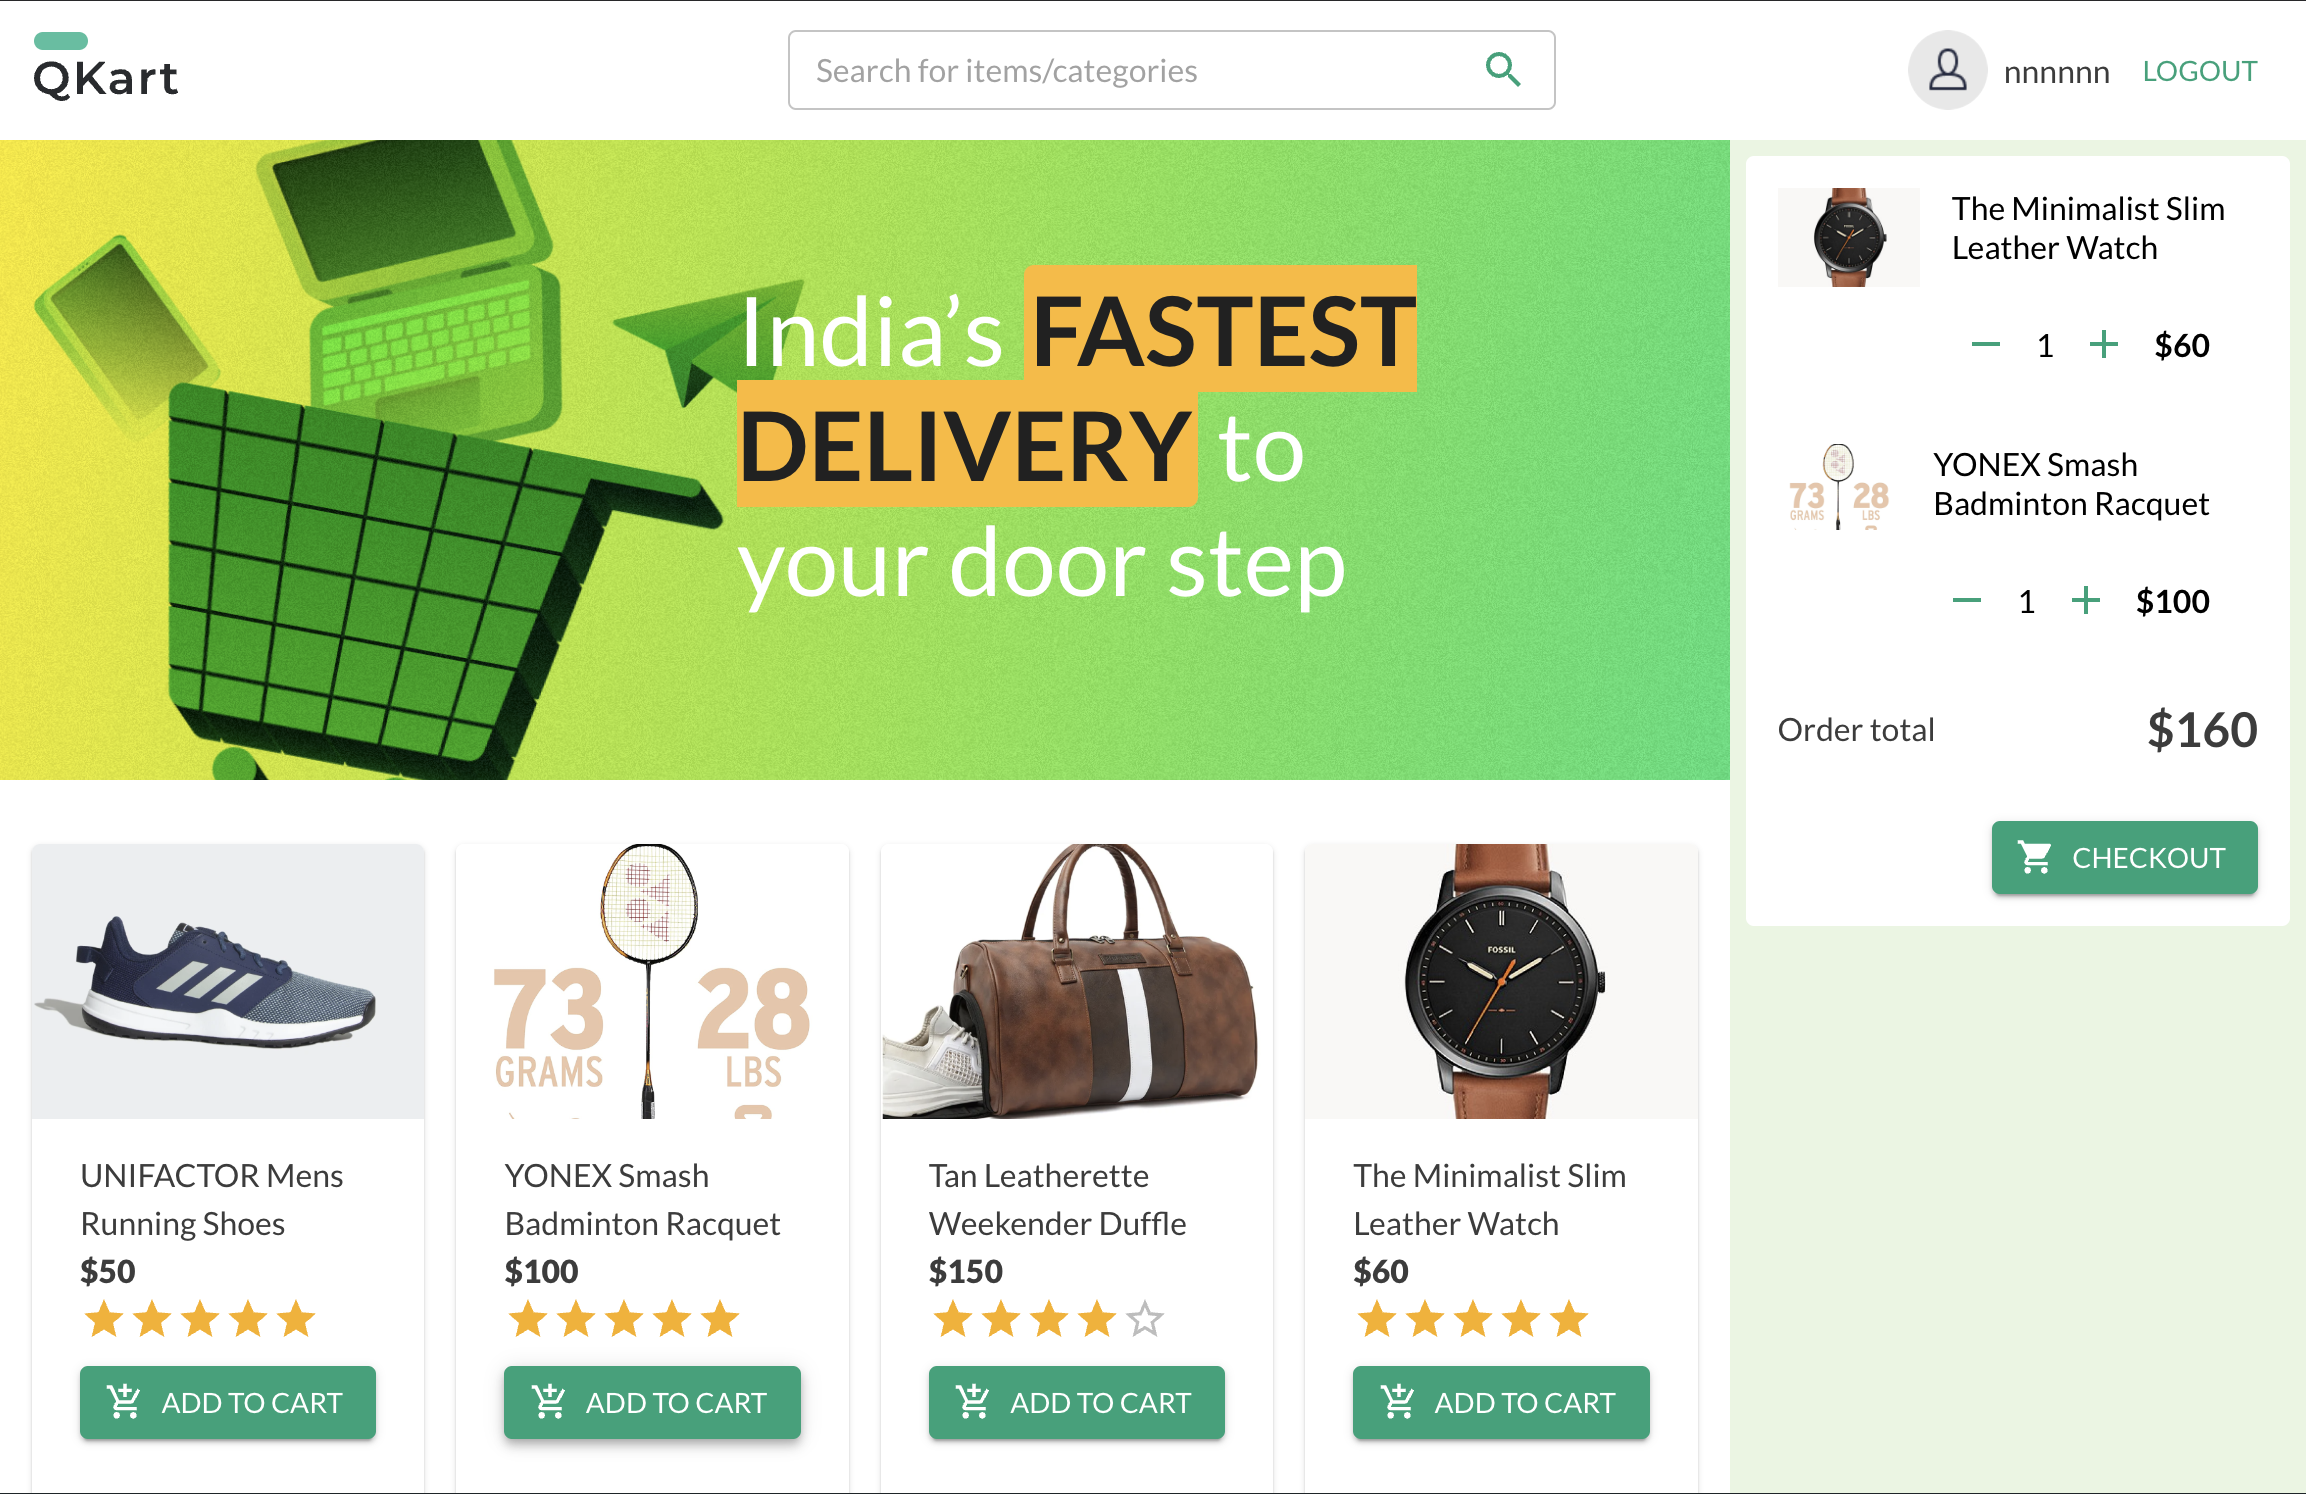 QKart
Search for items/categories
nnnnnn
LOGOUT
India’s FASTEST
DELIVERY to
your door step
The Minimalist Slim
Leather Watch
1
$60
73
GRAMS
28
LBS
YONEX Smash
Badminton Racquet
1
$100
Order total
$160
CHECKOUT
73
GRAMS
28
LBS
FOSSIL
UNIFACTOR Mens
Running Shoes
$50
ADD TO CART
YONEX Smash
Badminton Racquet
$100
ADD TO CART
Tan Leatherette
Weekender Duffle
$150
ADD TO CART
The Minimalist Slim
Leather Watch
$60
ADD TO CART